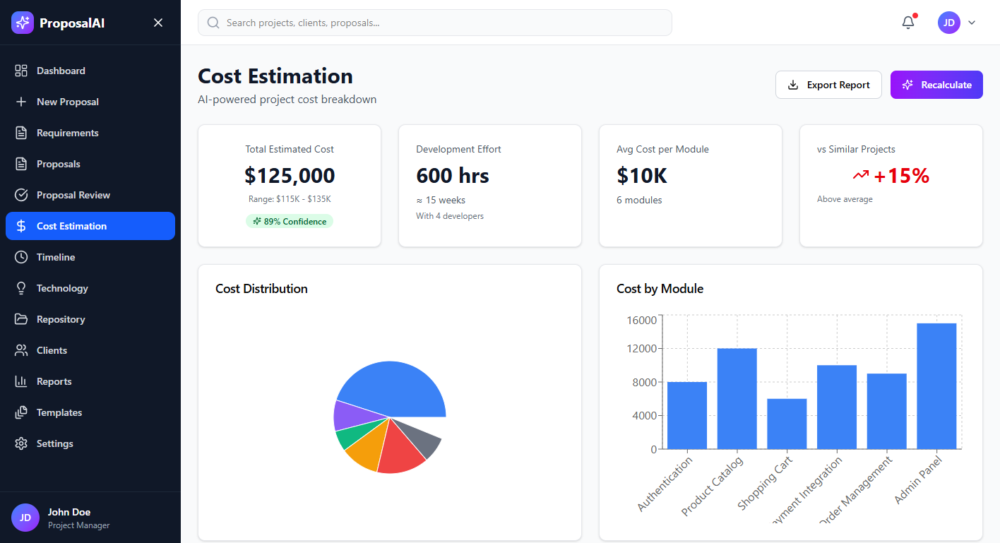 ProposalAI
Search projects, clients, proposals...
JD
Dashboard
New Proposal
Requirements
Proposals
Proposal Review
Cost Estimation
Timeline
Technology
Repository
Clients
Reports
Templates
Settings
JD
John Doe
Project Manager
Cost Estimation
AI-powered project cost breakdown
Export Report
Recalculate
Total Estimated Cost
$125,000
Range: $115K - $135K
89% Confidence
Development Effort
600 hrs
≈ 15 weeks
With 4 developers
Avg Cost per Module
$10K
6 modules
vs Similar Projects
+15%
Above average
Cost Distribution
Cost by Module
16000
12000
8000
4000
0
Authentication
Product Catalog
Shopping Cart
ayment Integration
Order Management
Admin Panel